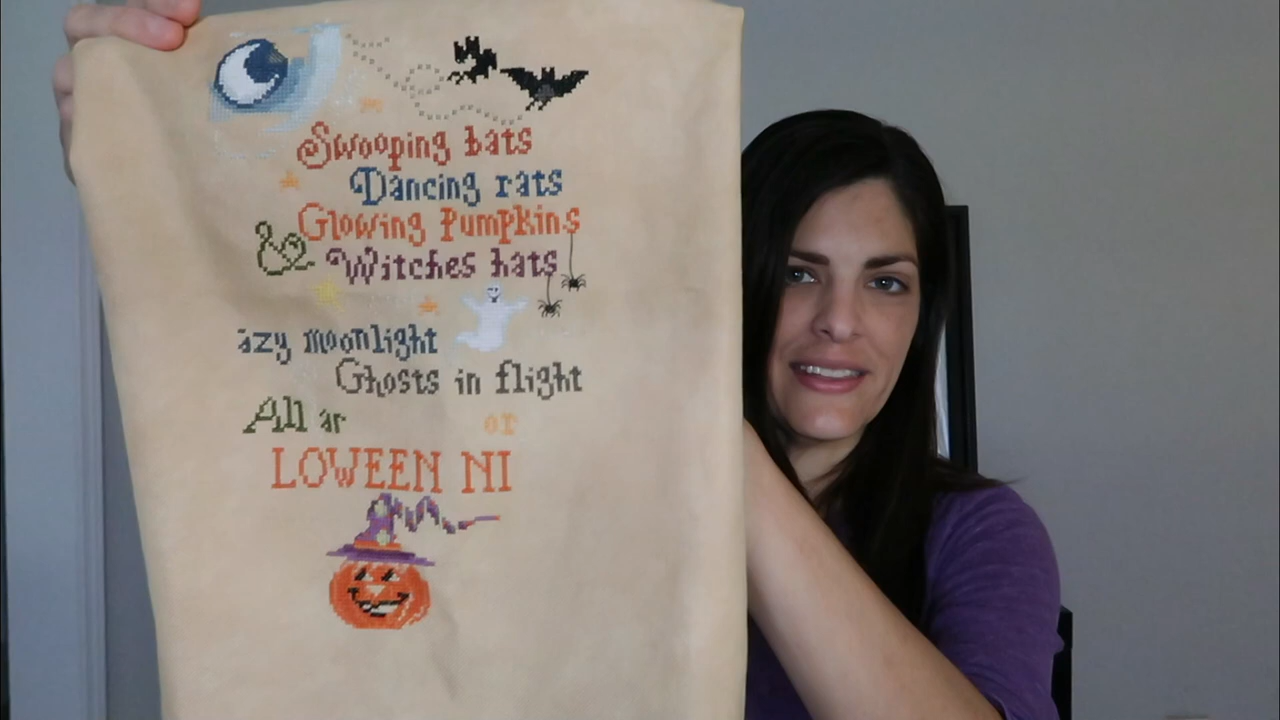 Swooping bats
Dancing rats
Glowing Pumpkins
& Witches hats
azy moonlight
Ghosts in flight
All ar or
LOWEEN NI